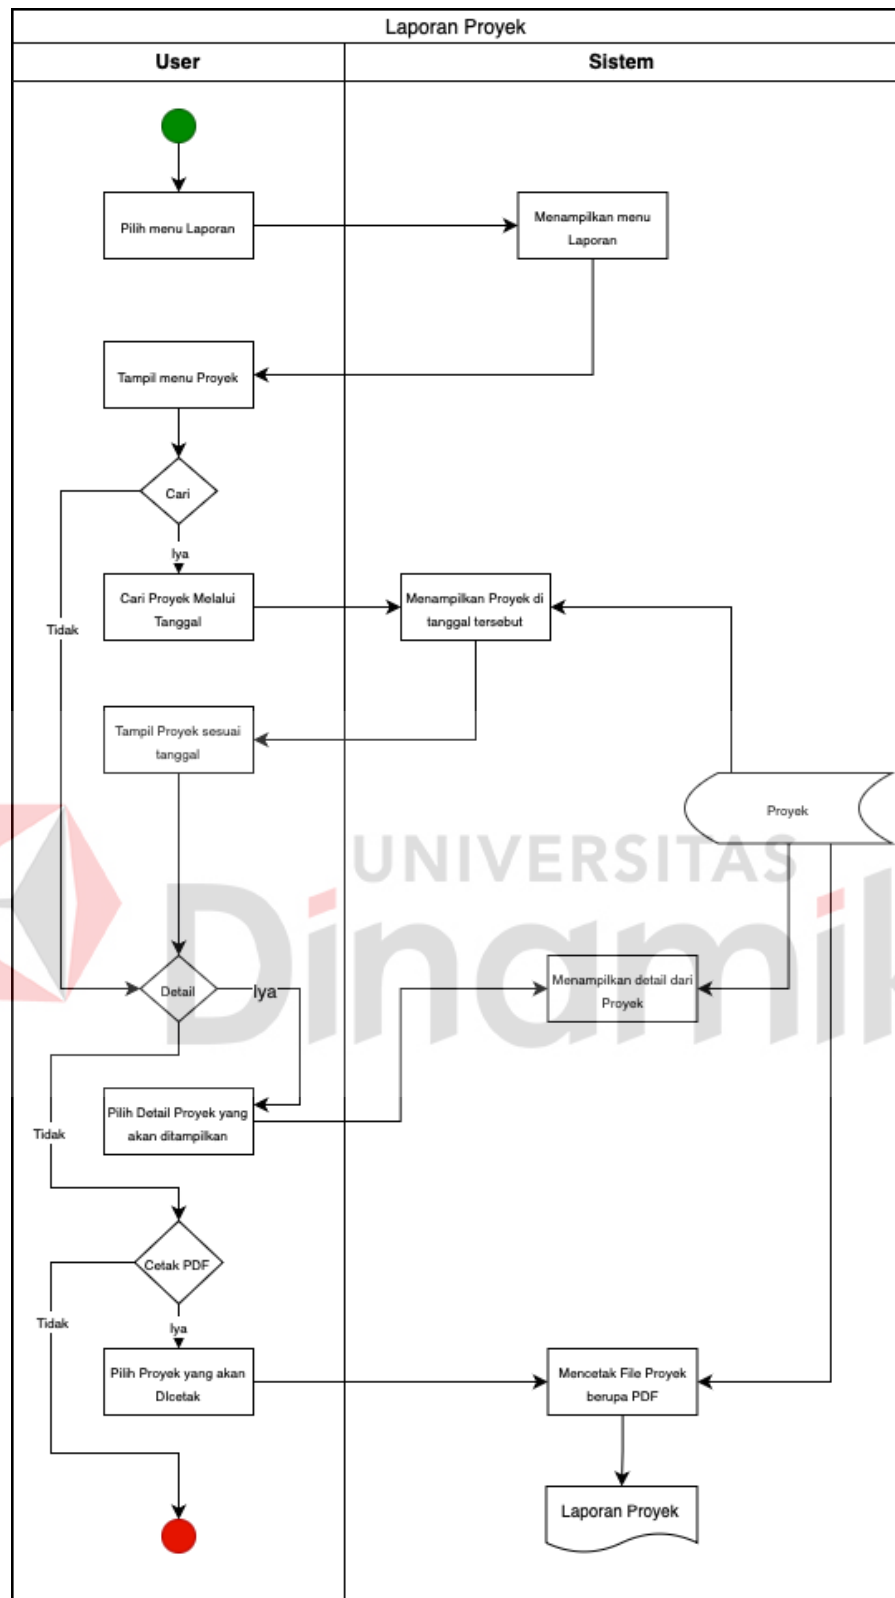 Laporan Proyek
User
Sistem
Pilih menu Laporan
Menampilkan menu
Laporan
Tampil menu Proyek
Cari
Iya
Cari Proyek Melalui
Tanggal
Menampilkan Proyek di
tanggal tersebut
Tidak
Tampil Proyek sesuai
tanggal
Proyek
UNIVERSITAS
Dinamik
Detail
Iya
Menampilkan detail dari
Proyek
Pilih Detail Proyek yang
akan ditampilkan
Tidak
Cetak PDF
Tidak
Iya
Pilih Proyek yang akan
DIcetak
Mencetak File Proyek
berupa PDF
Laporan Proyek